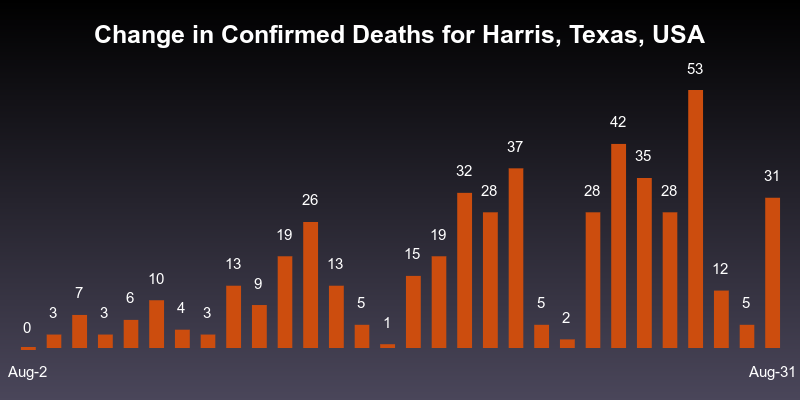 Change in Confirmed Deaths for Harris, Texas, USA
0 3 7 3 6 10 4 3 13 9 19 26 13 5 1 15 19 32 28 37 5 2 28 42 35 28 53 12 5 31
Aug-2 Aug-31